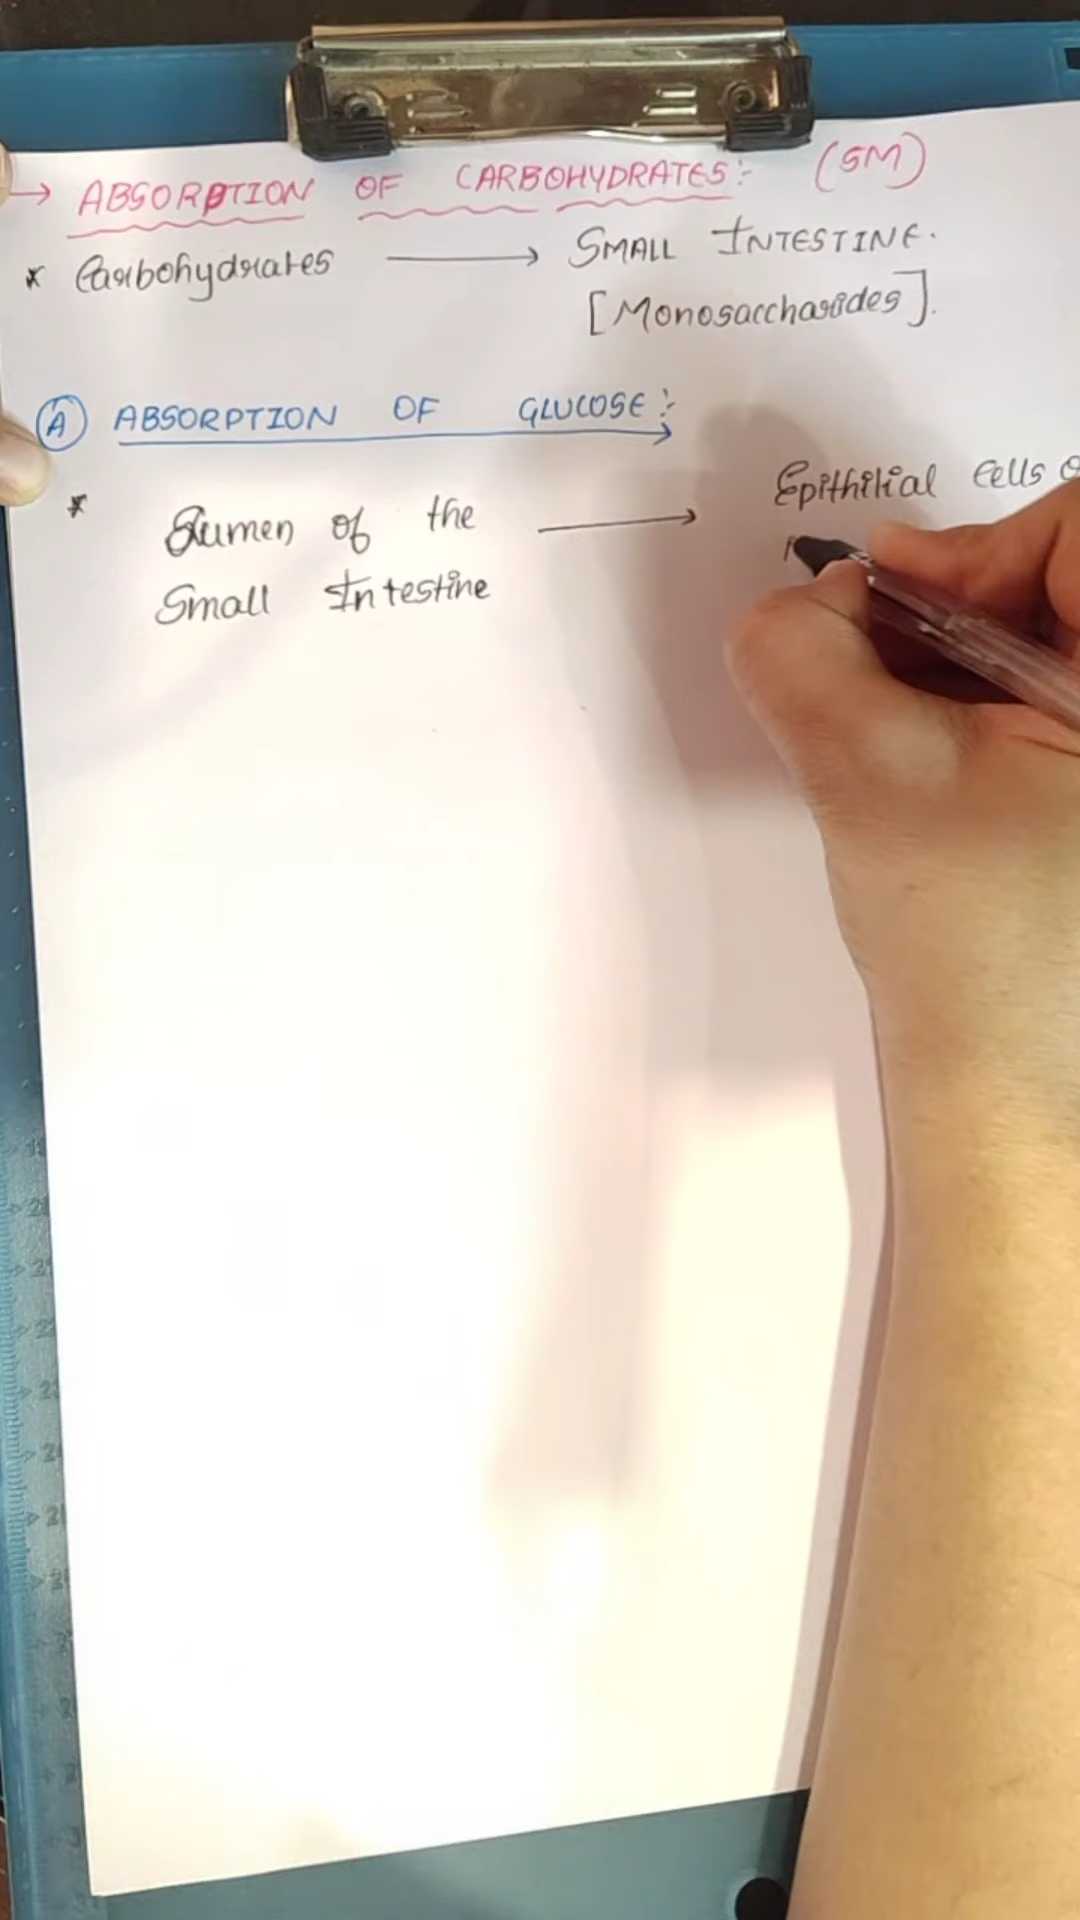 → ABSORPTION OF CARBOHYDRATES:- (5M)
* Carbohydrates → SMALL INTESTINE.
[Monosaccharides].
A ABSORPTION OF GLUCOSE:-
* Lumen of the → Epithilial cells
Small Intestine